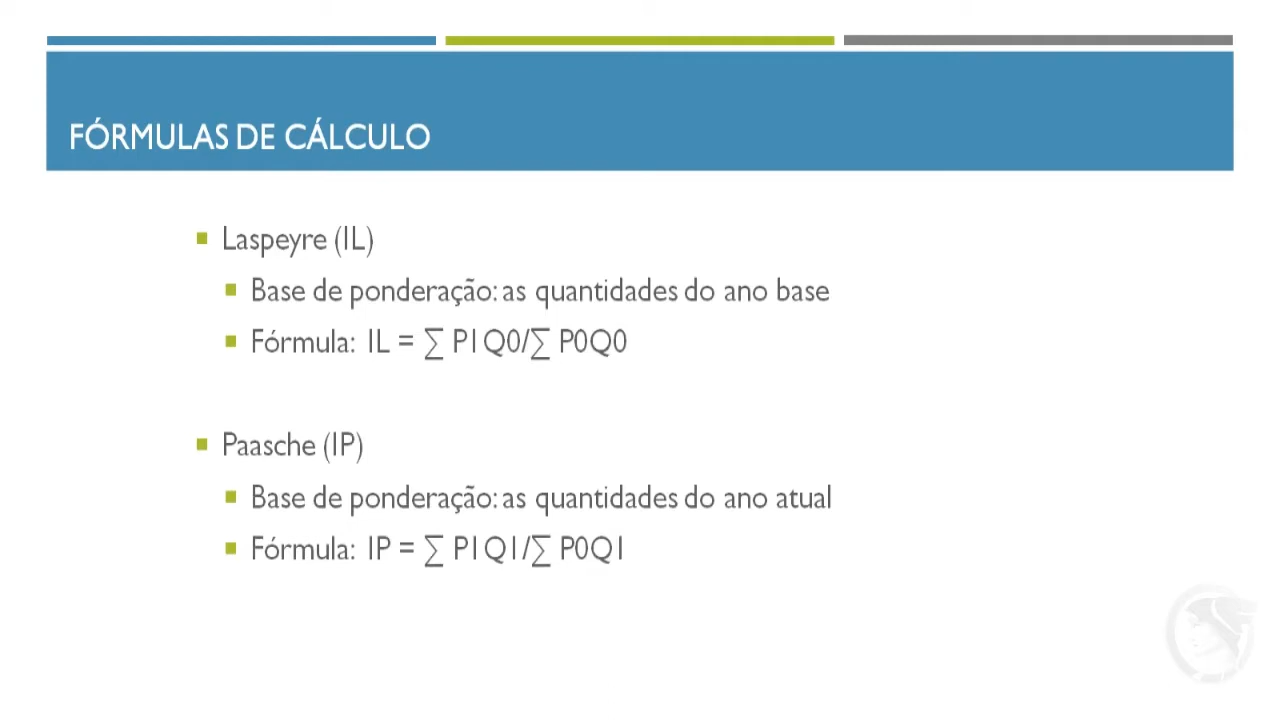 FÓRMULAS DE CÁLCULO
Laspeyre (IL)
Base de ponderação: as quantidades do ano base
Fórmula: IL = ∑ P1Q0/∑ P0Q0
Paasche (IP)
Base de ponderação: as quantidades do ano atual
Fórmula: IP = ∑ P1Q1/∑ P0Q1